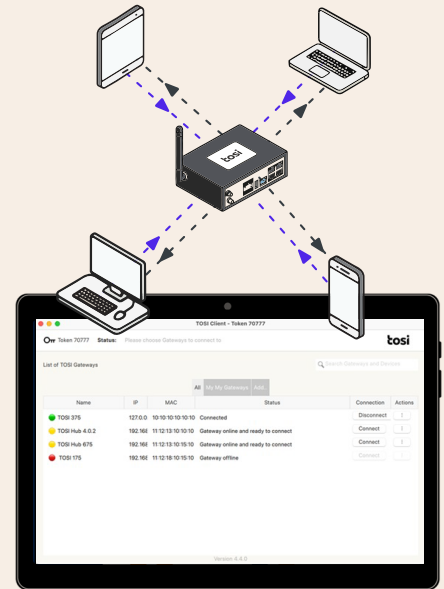 tosi
TOSI Client - Token 70777
Token 70777 Status: Please choose Gateways to connect to
tosi
List of TOSI Gateways
Search Gateways and Devices
All My My Gateways Add..
Name IP MAC Status Connection Actions
TOSI 375 127.0.0 10:10:10:10:10:10 Connected Disconnect
TOSI Hub 4.0.2 192.168 11:12:13:10:10:10 Gateway online and ready to connect Connect
TOSI Hub 675 192.168 11:12:13:10:15:10 Gateway online and ready to connect Connect
TOSI 175 192.168 11:12:18:10:15:10 Gateway offline Connect
Version 4.4.0